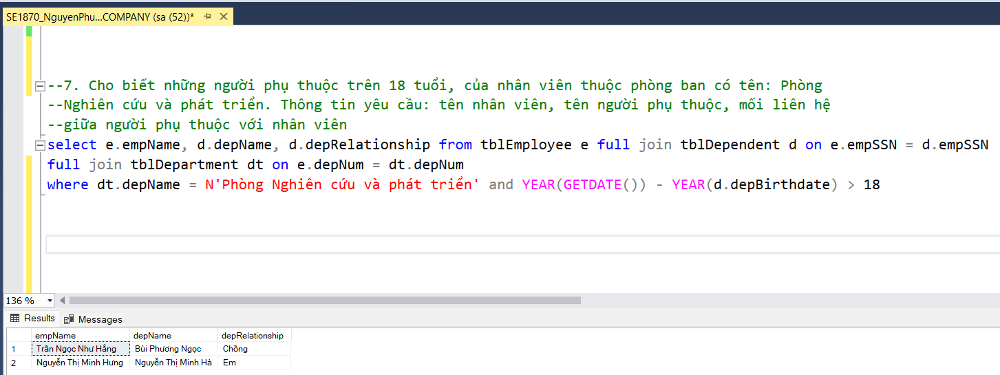 SE1870_NguyenPhu...COMPANY (sa (52))*
--7. Cho biết những người phụ thuộc trên 18 tuổi, của nhân viên thuộc phòng ban có tên: Phòng
--Nghiên cứu và phát triển. Thông tin yêu cầu: tên nhân viên, tên người phụ thuộc, mối liên hệ
--giữa người phụ thuộc với nhân viên
select e.empName, d.depName, d.depRelationship from tblEmployee e full join tblDependent d on e.empSSN = d.empSSN
full join tblDepartment dt on e.depNum = dt.depNum
where dt.depName = N'Phòng Nghiên cứu và phát triển' and YEAR(GETDATE()) - YEAR(d.depBirthdate) > 18
136 %
Results Messages
empName depName depRelationship
1 Trần Ngọc Như Hằng Bùi Phương Ngọc Chồng
2 Nguyễn Thị Minh Hưng Nguyễn Thị Minh Hà Em